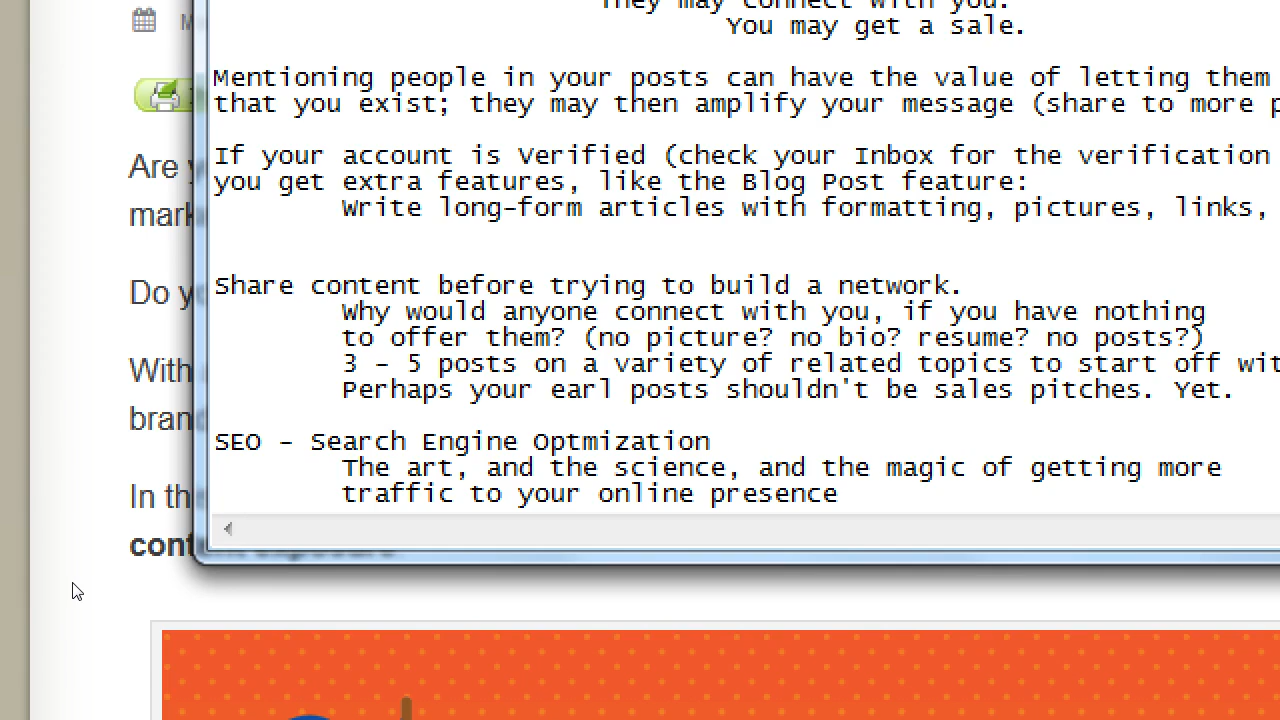 They may connect with you.
You may get a sale.
Mentioning people in your posts can have the value of letting them
that you exist; they may then amplify your message (share to more
If your account is Verified (check your Inbox for the verification
you get extra features, like the Blog Post feature:
Write long-form articles with formatting, pictures, links,
Share content before trying to build a network.
Why would anyone connect with you, if you have nothing
to offer them? (no picture? no bio? resume? no posts?)
3 - 5 posts on a variety of related topics to start off
Perhaps your earl posts shouldn't be sales pitches. Yet.
SEO - Search Engine Optmization
The art, and the science, and the magic of getting more
traffic to your online presence
Are
Do
With
In
content exposure